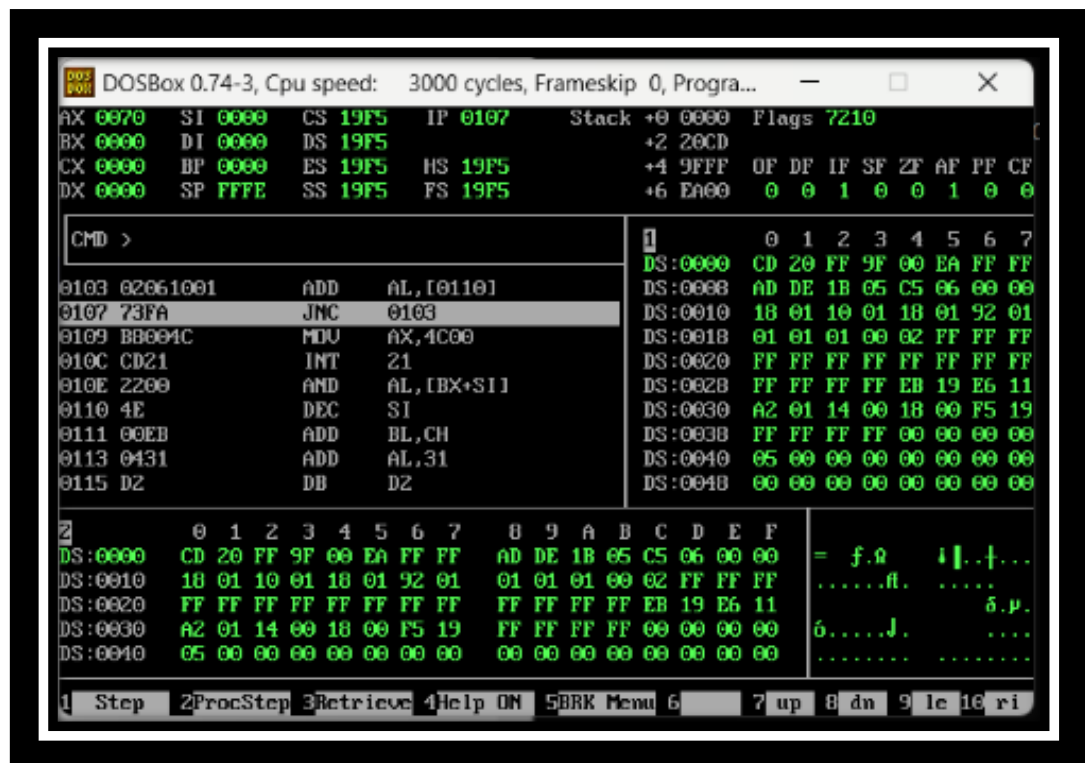 DOSBox 0.74-3, Cpu speed: 3000 cycles, Frameskip 0, Progra...
AX 0070 SI 0000 CS 19F5 IP 0107 Stack +0 0000 Flags 7210
BX 0000 DI 0000 DS 19F5 +2 20CD
CX 0000 BP 0000 ES 19F5 HS 19F5 +4 9FFF OF DF IF SF ZF AF PF CF
DX 0000 SP FFFE SS 19F5 FS 19F5 +6 EA00 0 0 1 0 0 1 0 0
CMD >
1 0 1 2 3 4 5 6 7
DS:0000 CD 20 FF 9F 00 EA FF FF
0103 02061001 ADD AL,[0110] DS:0008 AD DE 1B 05 C5 06 00 00
0107 73FA JNC 0103 DS:0010 18 01 10 01 18 01 92 01
0109 B8004C MOV AX,4C00 DS:0018 01 01 01 00 02 FF FF FF
010C CD21 INT 21 DS:0020 FF FF FF FF FF FF FF FF
010E 2200 AND AL,[BX+SI] DS:0028 FF FF FF FF EB 19 E6 11
0110 4E DEC SI DS:0030 A2 01 14 00 18 00 F5 19
0111 00EB ADD BL,CH DS:0038 FF FF FF FF 00 00 00 00
0113 0431 ADD AL,31 DS:0040 05 00 00 00 00 00 00 00
0115 D2 DB D2 DS:0048 00 00 00 00 00 00 00 00
2 0 1 2 3 4 5 6 7 8 9 A B C D E F
DS:0000 CD 20 FF 9F 00 EA FF FF AD DE 1B 05 C5 06 00 00 = ƒ.Ω ¡▐..┼...
DS:0010 18 01 10 01 18 01 92 01 01 01 01 00 02 FF FF FF ......Æ. .....
DS:0020 FF FF FF FF FF FF FF FF FF FF FF FF EB 19 E6 11 δ.µ.
DS:0030 A2 01 14 00 18 00 F5 19 FF FF FF FF 00 00 00 00 ó.....⌡. ....
DS:0040 05 00 00 00 00 00 00 00 00 00 00 00 00 00 00 00 ........ ........
1 Step 2ProcStep 3Retrieve 4Help ON 5BRK Menu 6 7 up 8 dn 9 le 10 ri